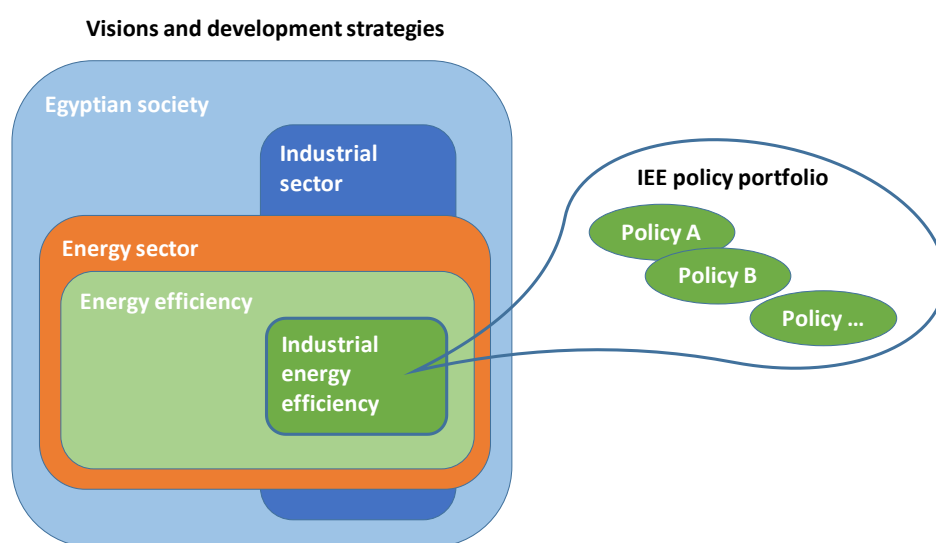 Visions and development strategies
Egyptian society
Industrial
sector
Energy sector
Energy efficiency
Industrial
energy
efficiency
IEE policy portfolio
Policy A
Policy B
Policy ...